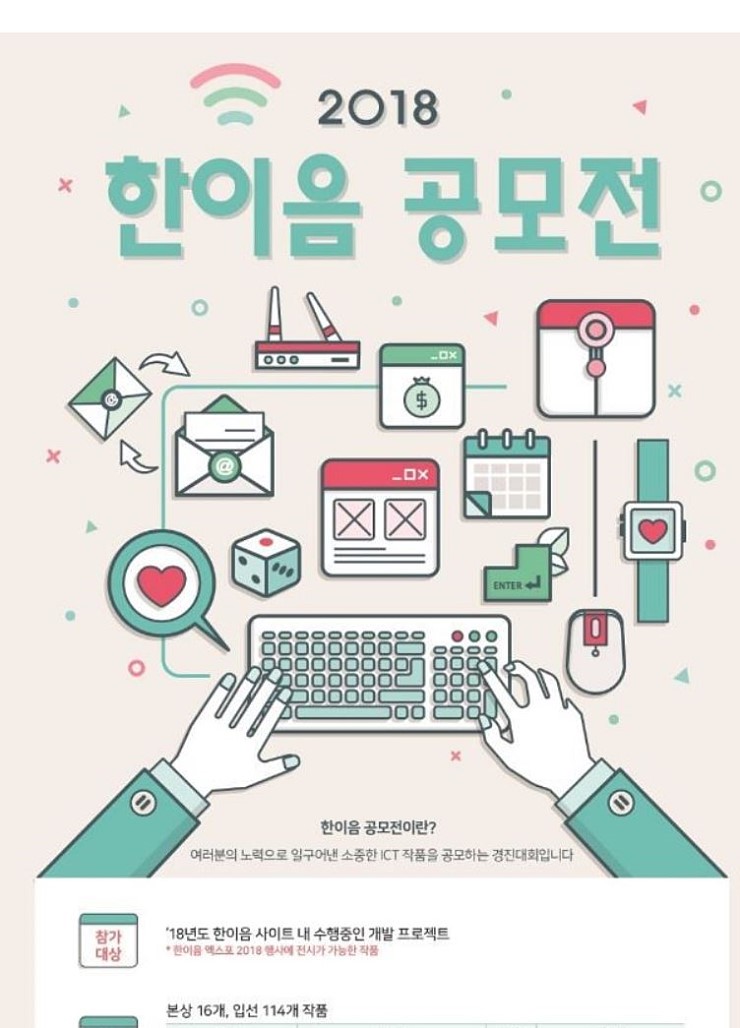 2018
한이음 공모전
$
@
@
ENTER
한이음 공모전이란?
여러분의 노력으로 일구어낸 소중한 ICT 작품을 공모하는 경진대회입니다
참가
대상
'18년도 한이음 사이트 내 수행중인 개발 프로젝트
* 한이음 엑스포 2018 행사에 전시가 가능한 작품
본상 16개, 입선 114개 작품